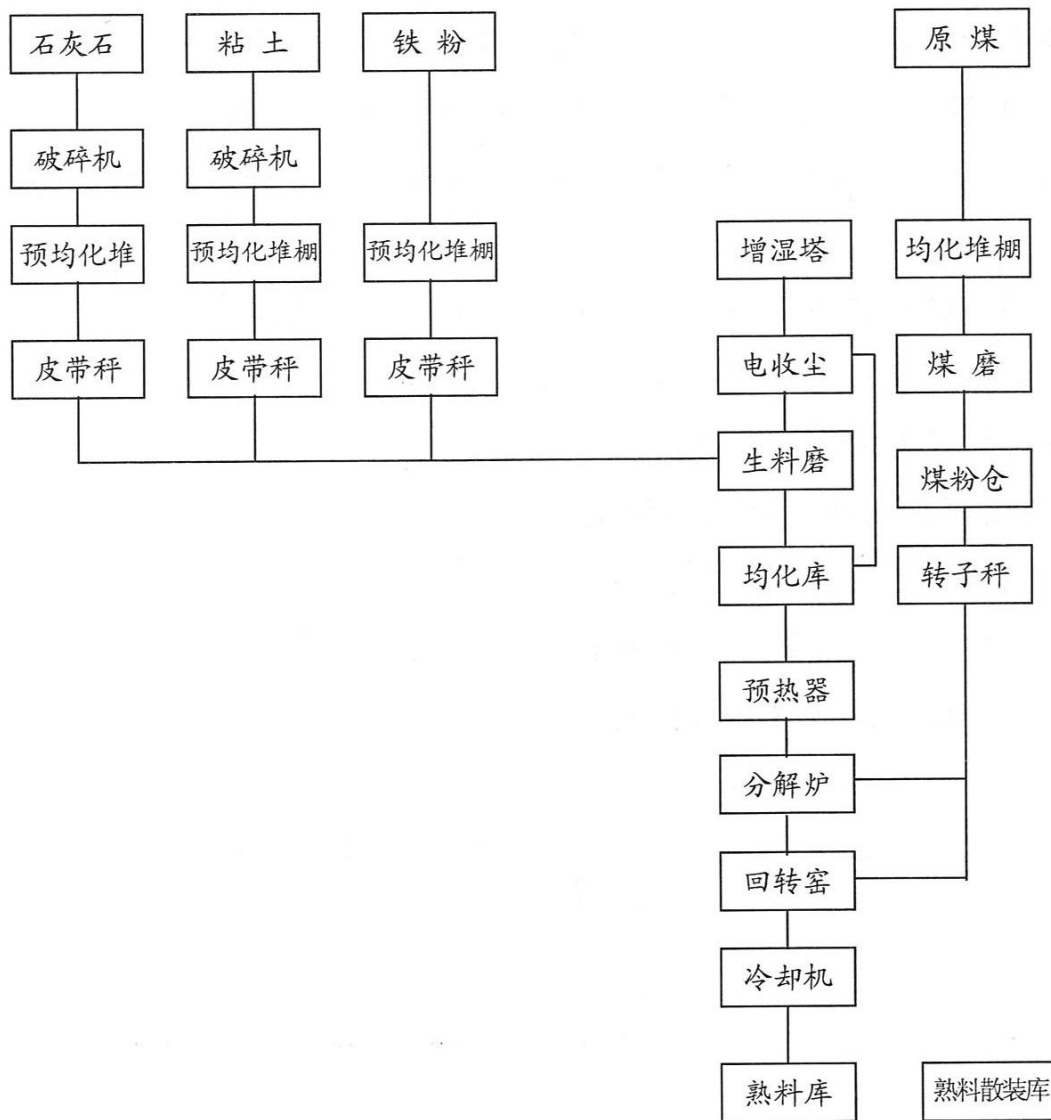 石灰石
粘土
铁粉
原煤
破碎机
破碎机
预均化堆
预均化堆棚
预均化堆棚
增湿塔
均化堆棚
皮带秤
皮带秤
皮带秤
电收尘
煤磨
生料磨
煤粉仓
均化库
转子秤
预热器
分解炉
回转窑
冷却机
熟料库
熟料散装库